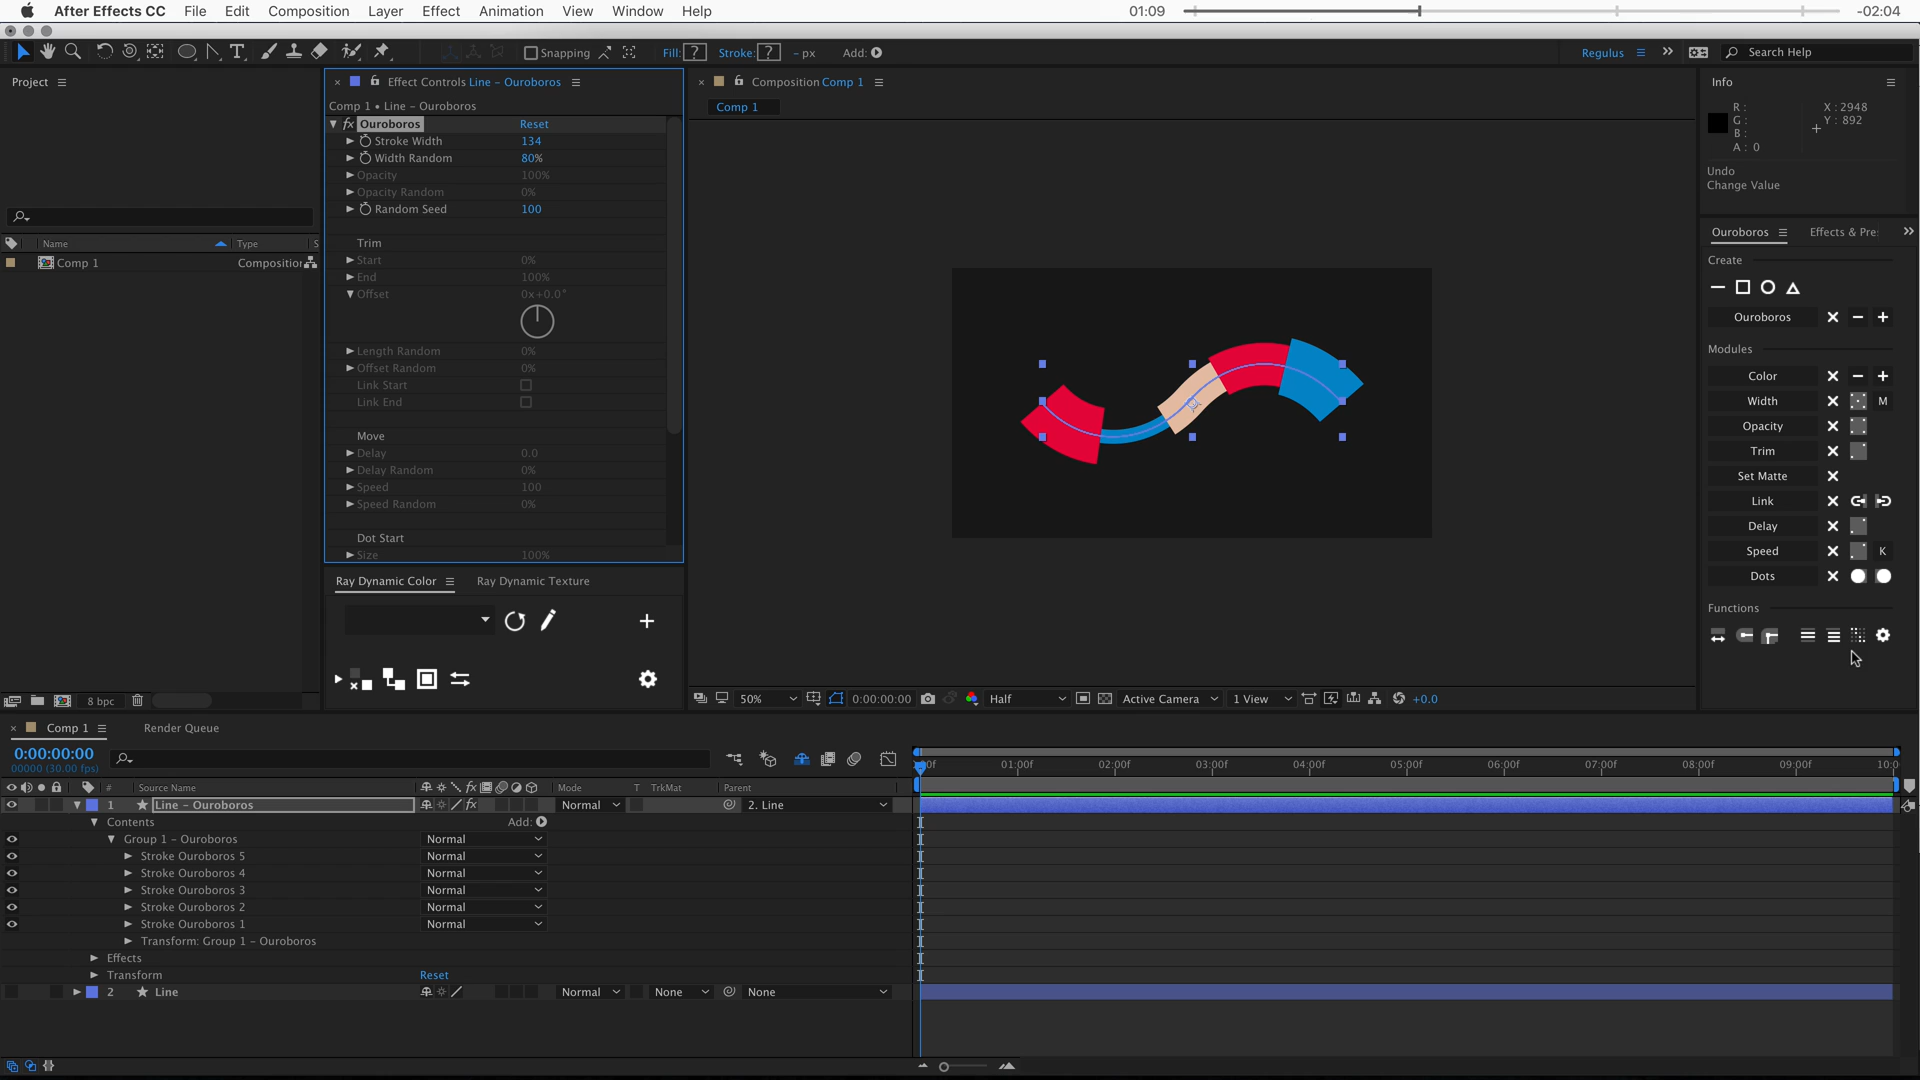 After Effects CC File Edit Composition Layer Effect Animation View Window Help 01:09 -02:04
Snapping Fill: ? Stroke: ? - px Add: Regulus Search Help
Project
Effect Controls Line - Ouroboros
Composition Comp 1
Info
Comp 1 • Line - Ouroboros
Comp 1
R :
G :
B :
A : 0
X : 2948
Y : 892
Ouroboros Reset
Stroke Width 134
Width Random 80%
Opacity 100%
Opacity Random 0%
Random Seed 100
Undo
Change Value
Trim
Start 0%
End 100%
Offset 0x+0.0°
Length Random 0%
Offset Random 0%
Link Start
Link End
Move
Delay 0.0
Delay Random 0%
Speed 100
Speed Random 0%
Dot Start
Size 100%
Name Type S
Comp 1 Compositior
Ouroboros Effects & Pre:
Create
Ouroboros
Modules
Color
Width M
Opacity
Trim
Set Matte
Link
Delay
Speed K
Dots
Functions
Ray Dynamic Color Ray Dynamic Texture
8 bpc
50% 0:00:00:00 Half Active Camera 1 View +0.0
Comp 1 Render Queue
0:00:00:00
00000 (30.00 fps)
:00f 01:00f 02:00f 03:00f 04:00f 05:00f 06:00f 07:00f 08:00f 09:00f 10:0
# Source Name Mode T TrkMat Parent
1 Line - Ouroboros Normal 2. Line
Contents Add:
Group 1 - Ouroboros Normal
Stroke Ouroboros 5 Normal
Stroke Ouroboros 4 Normal
Stroke Ouroboros 3 Normal
Stroke Ouroboros 2 Normal
Stroke Ouroboros 1 Normal
Transform: Group 1 - Ouroboros
Effects
Transform Reset
2 Line Normal None None